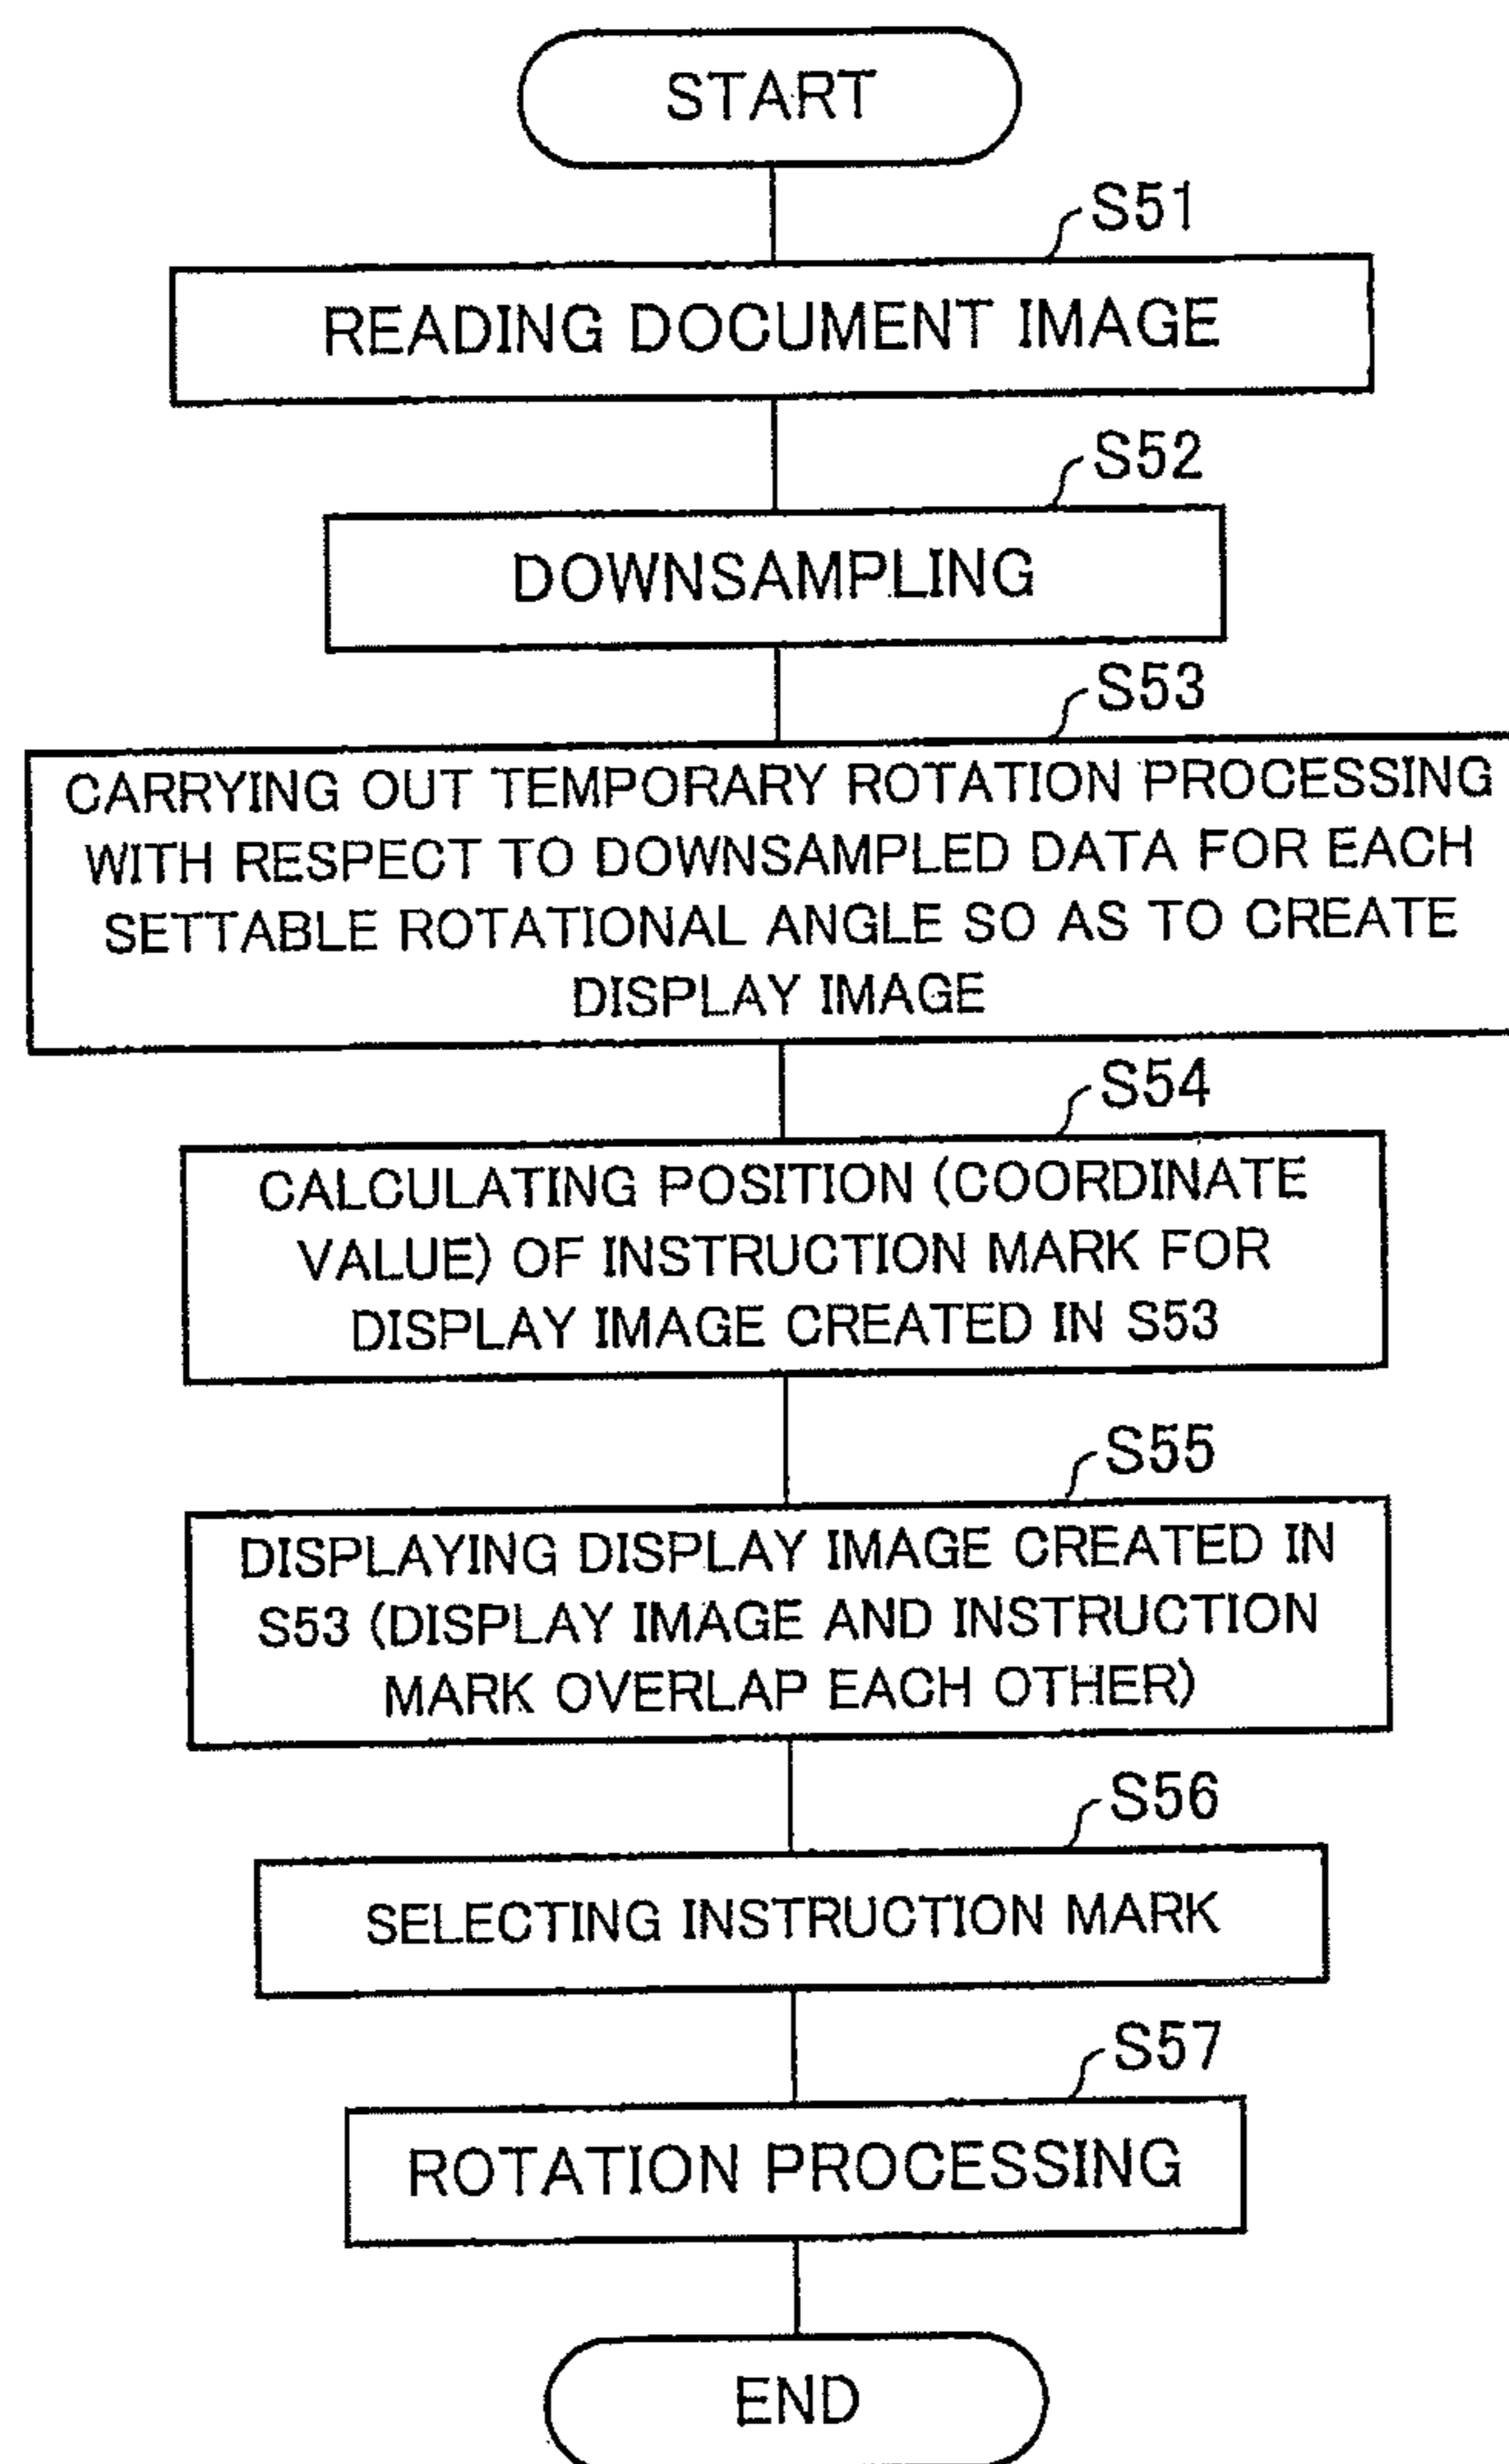 START
S51
READING DOCUMENT IMAGE
S52
DOWNSAMPLING
S53
CARRYING OUT TEMPORARY ROTATION PROCESSING
WITH RESPECT TO DOWNSAMPLED DATA FOR EACH
SETTABLE ROTATIONAL ANGLE SO AS TO CREATE
DISPLAY IMAGE
S54
CALCULATING POSITION (COORDINATE
VALUE) OF INSTRUCTION MARK FOR
DISPLAY IMAGE CREATED IN S53
S55
DISPLAYING DISPLAY IMAGE CREATED IN
S53 (DISPLAY IMAGE AND INSTRUCTION
MARK OVERLAP EACH OTHER)
S56
SELECTING INSTRUCTION MARK
S57
ROTATION PROCESSING
END